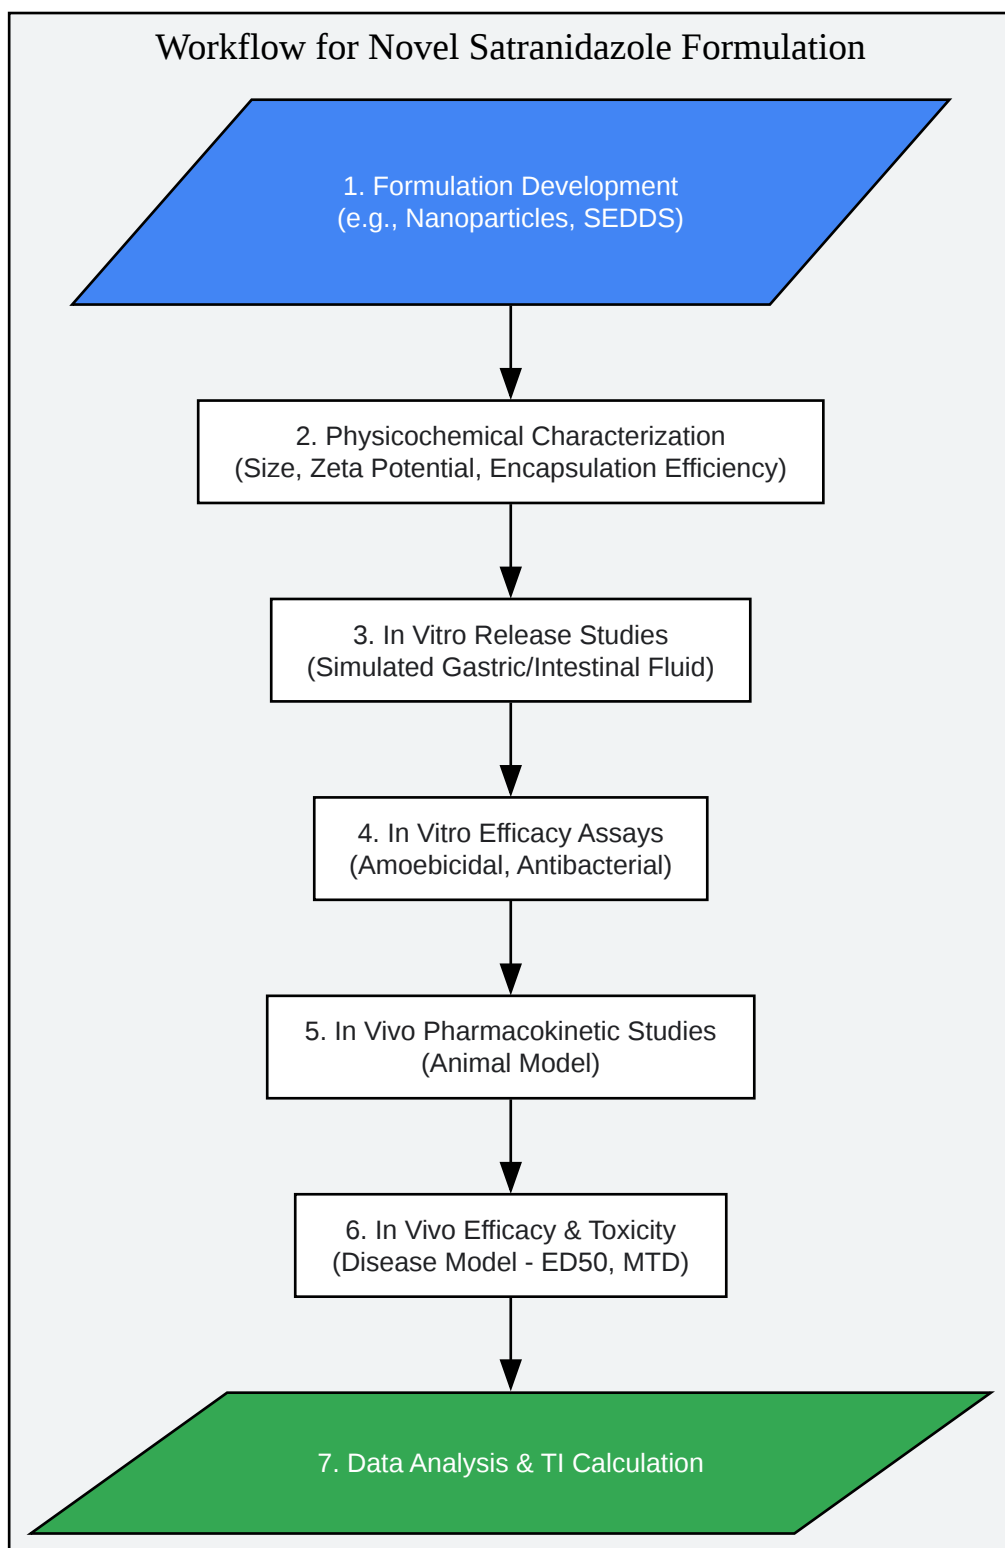 Workflow for Novel Satranidazole Formulation
1. Formulation Development
(e.g., Nanoparticles, SEDDS)
2. Physicochemical Characterization
(Size, Zeta Potential, Encapsulation Efficiency)
3. In Vitro Release Studies
(Simulated Gastric/Intestinal Fluid)
4. In Vitro Efficacy Assays
(Amoebicidal, Antibacterial)
5. In Vivo Pharmacokinetic Studies
(Animal Model)
6. In Vivo Efficacy & Toxicity
(Disease Model - ED50, MTD)
7. Data Analysis & TI Calculation